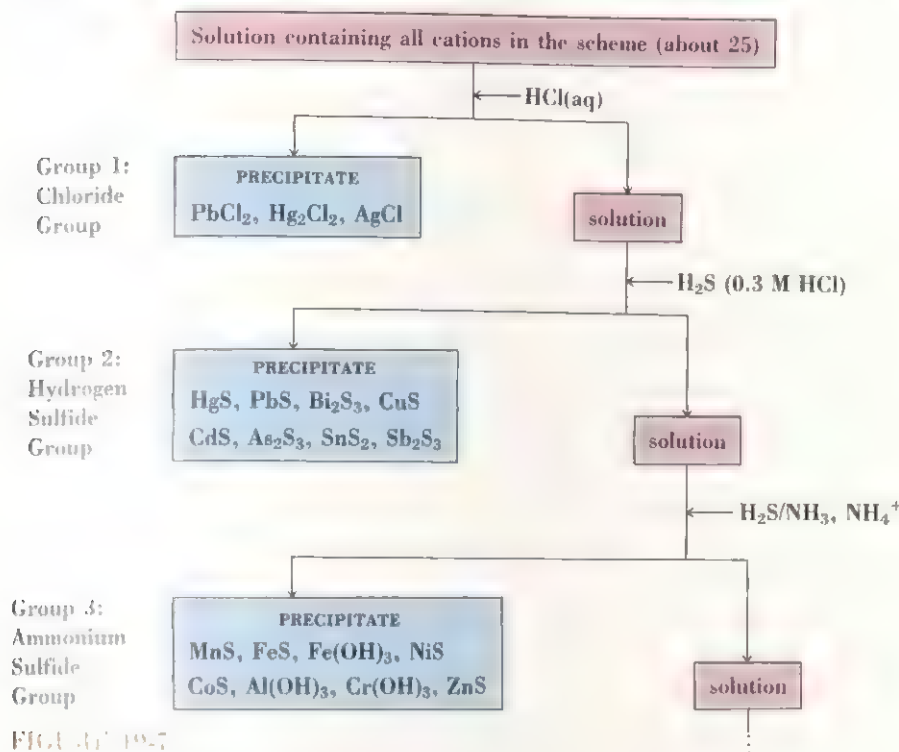 Solution containing all cations in the scheme (about 25)
HCl(aq)
Group 1:
Chloride
Group
PRECIPITATE
PbCl₂, Hg₂Cl₂, AgCl
solution
H₂S (0.3 M HCl)
Group 2:
Hydrogen
Sulfide
Group
PRECIPITATE
HgS, PbS, Bi₂S₃, CuS
CdS, As₂S₃, SnS₂, Sb₂S₃
solution
H₂S/NH₃, NH₄⁺
Group 3:
Ammonium
Sulfide
Group
PRECIPITATE
MnS, FeS, Fe(OH)₃, NiS
CoS, Al(OH)₃, Cr(OH)₃, ZnS
solution